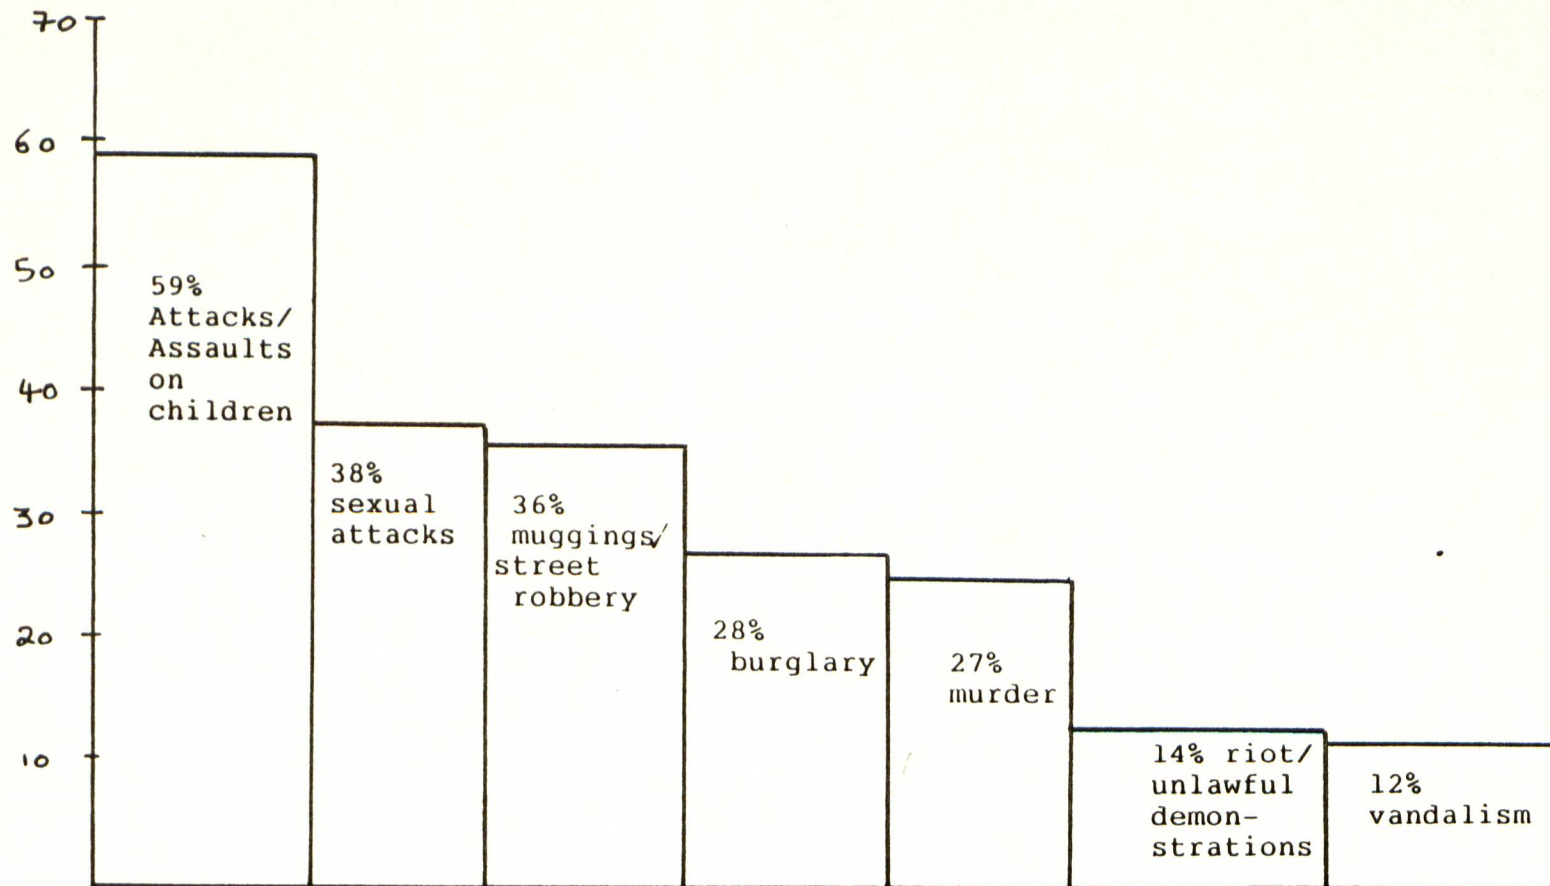 70
60
50
40
30
20
10
59%
Attacks/
Assaults
on
children
38%
sexual
attacks
36%
muggings/
street
robbery
28%
burglary
27%
murder
14% riot/
unlawful
demon-
strations
12%
vandalism